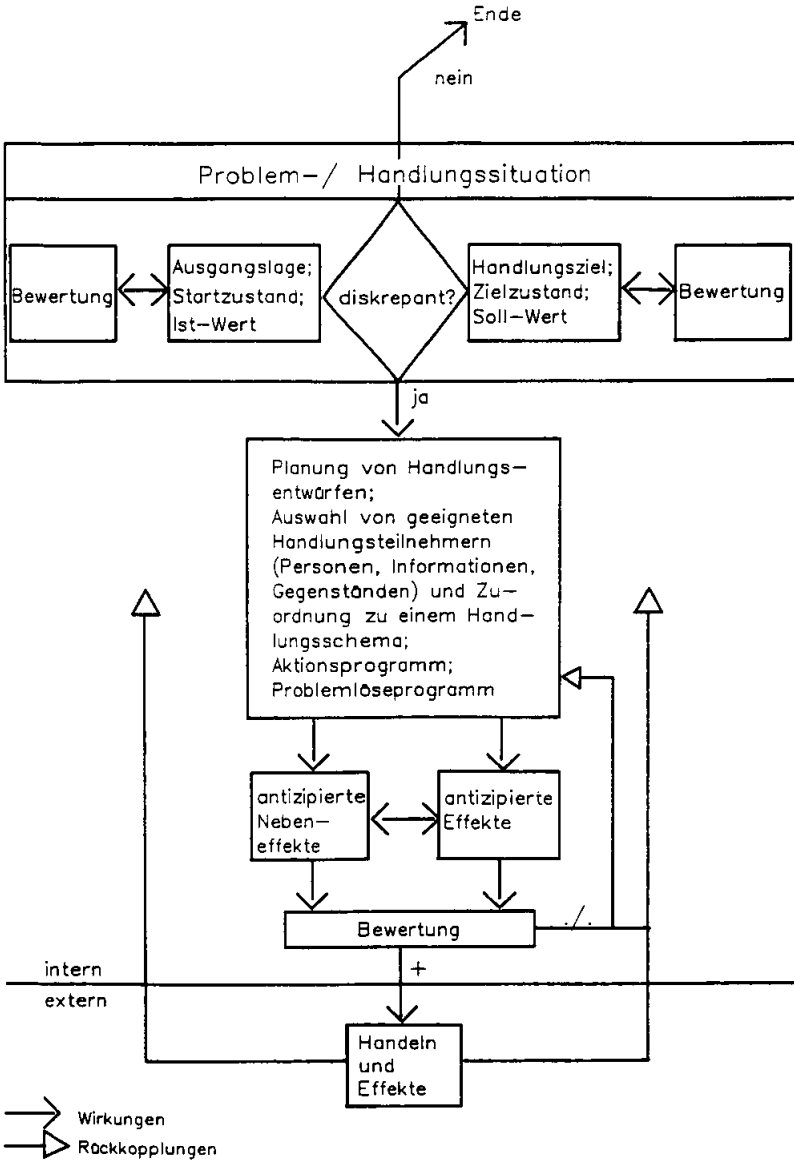 Ende
nein
Problem-/ Handlungssituation
Bewertung
Ausgangslage;
Startzustand;
Ist-Wert
diskrepant?
Handlungsziel;
Zielzustand;
Soll-Wert
Bewertung
ja
Planung von Handlungs-
entwürfen;
Auswahl von geeigneten
Handlungsteilnehmern
(Personen, Informationen,
Gegenständen) und Zu-
ordnung zu einem Hand-
lungsschema;
Aktionsprogramm;
Problemlöseprogramm
antizipierte
Neben-
effekte
antizipierte
Effekte
Bewertung
./.
+
intern
extern
Handeln
und
Effekte
Wirkungen
Rückkopplungen